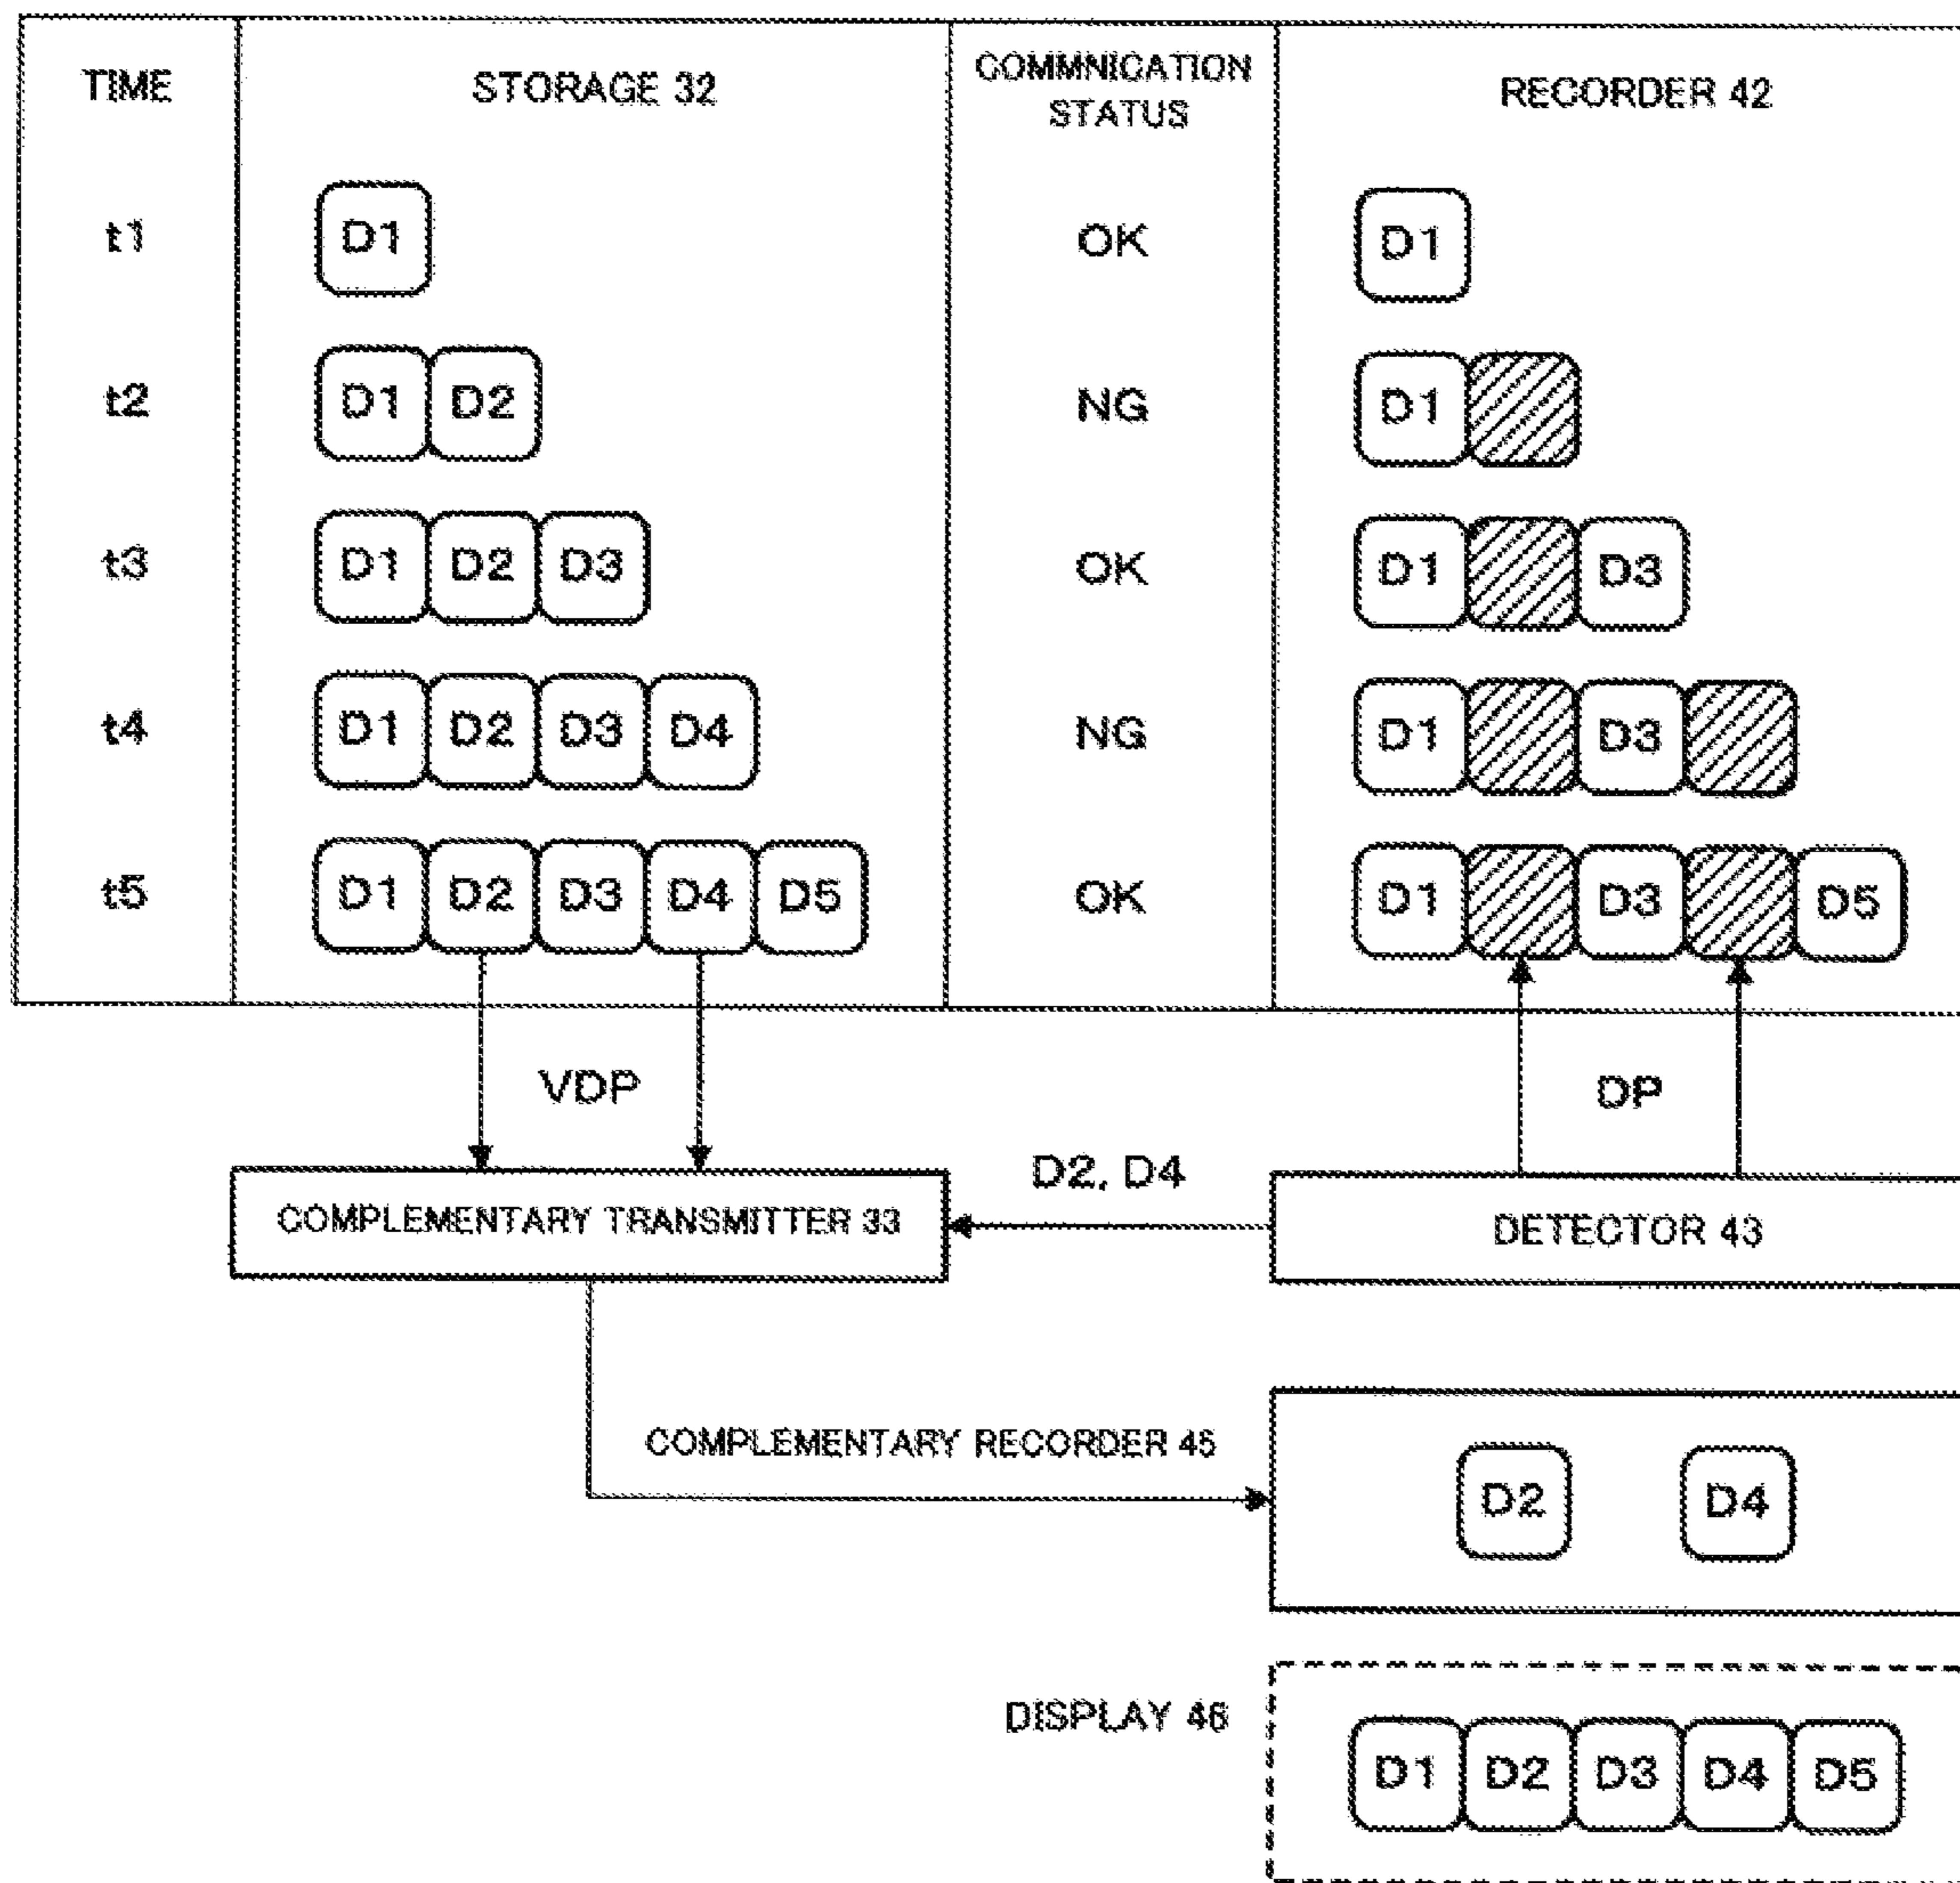 TIME STORAGE 32 COMMNICATION STATUS RECORDER 42
t1 D1 OK D1
t2 D1 D2 NG D1
t3 D1 D2 D3 OK D1 D3
t4 D1 D2 D3 D4 NG D1 D3
t5 D1 D2 D3 D4 D5 OK D1 D3 D5
VDP DP
D2, D4
COMPLEMENTARY TRANSMITTER 33 DETECTOR 43
COMPLEMENTARY RECORDER 45
D2 D4
DISPLAY 46
D1 D2 D3 D4 D5